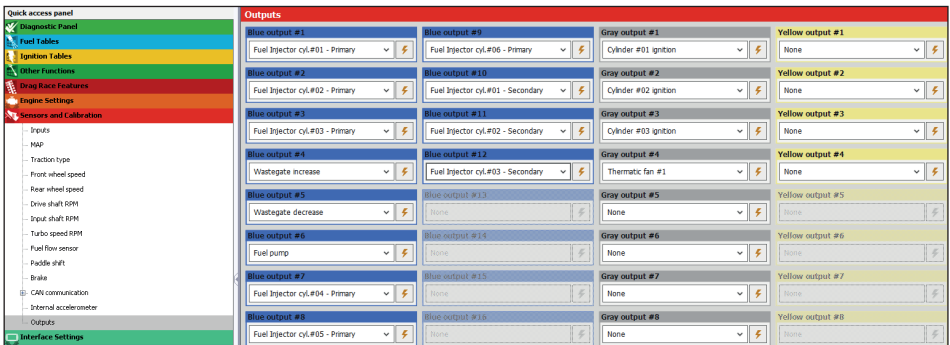 Quick access panel
Diagnostic Panel
Fuel Tables
Ignition Tables
Other Functions
Drag Race Features
Engine Settings
Sensors and Calibration
Inputs
MAP
Traction type
Front wheel speed
Rear wheel speed
Drive shaft RPM
Input shaft RPM
Turbo speed RPM
Fuel flow sensor
Paddle shift
Brake
CAN communication
Internal accelerometer
Outputs
Interface Settings
Outputs
Blue output #1
Fuel Injector cyl.#01 - Primary
Blue output #2
Fuel Injector cyl.#02 - Primary
Blue output #3
Fuel Injector cyl.#03 - Primary
Blue output #4
Wastegate increase
Blue output #5
Wastegate decrease
Blue output #6
Fuel pump
Blue output #7
Fuel Injector cyl.#04 - Primary
Blue output #8
Fuel Injector cyl.#05 - Primary
Blue output #9
Fuel Injector cyl.#06 - Primary
Blue output #10
Fuel Injector cyl.#01 - Secondary
Blue output #11
Fuel Injector cyl.#02 - Secondary
Blue output #12
Fuel Injector cyl.#03 - Secondary
Blue output #13
None
Blue output #14
None
Blue output #15
None
Blue output #16
None
Gray output #1
Cylinder #01 ignition
Gray output #2
Cylinder #02 ignition
Gray output #3
Cylinder #03 ignition
Gray output #4
Thermatic fan #1
Gray output #5
None
Gray output #6
None
Gray output #7
None
Gray output #8
None
Yellow output #1
None
Yellow output #2
None
Yellow output #3
None
Yellow output #4
None
Yellow output #5
None
Yellow output #6
None
Yellow output #7
None
Yellow output #8
None